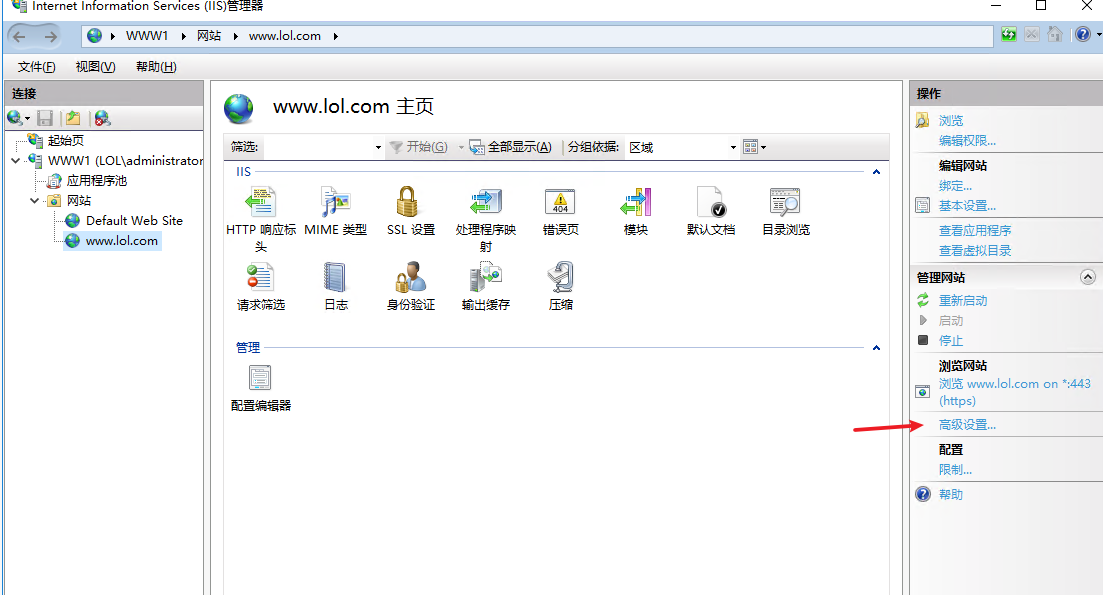 Internet Information Services (IIS)管理器
WWW1 网站 www.lol.com
文件(F) 视图(V) 帮助(H)
连接
起始页
WWW1 (LOL\administrator
应用程序池
网站
Default Web Site
www.lol.com
www.lol.com 主页
筛选: 开始(G) 全部显示(A) 分组依据: 区域
IIS
HTTP 响应标
头
MIME 类型
SSL 设置
处理程序映
射
404
错误页
模块
默认文档
目录浏览
请求筛选
日志
身份验证
输出缓存
压缩
管理
配置编辑器
操作
浏览
编辑权限...
编辑网站
绑定...
基本设置...
查看应用程序
查看虚拟目录
管理网站
重新启动
启动
停止
浏览网站
浏览 www.lol.com on *:443
(https)
高级设置...
配置
限制...
帮助